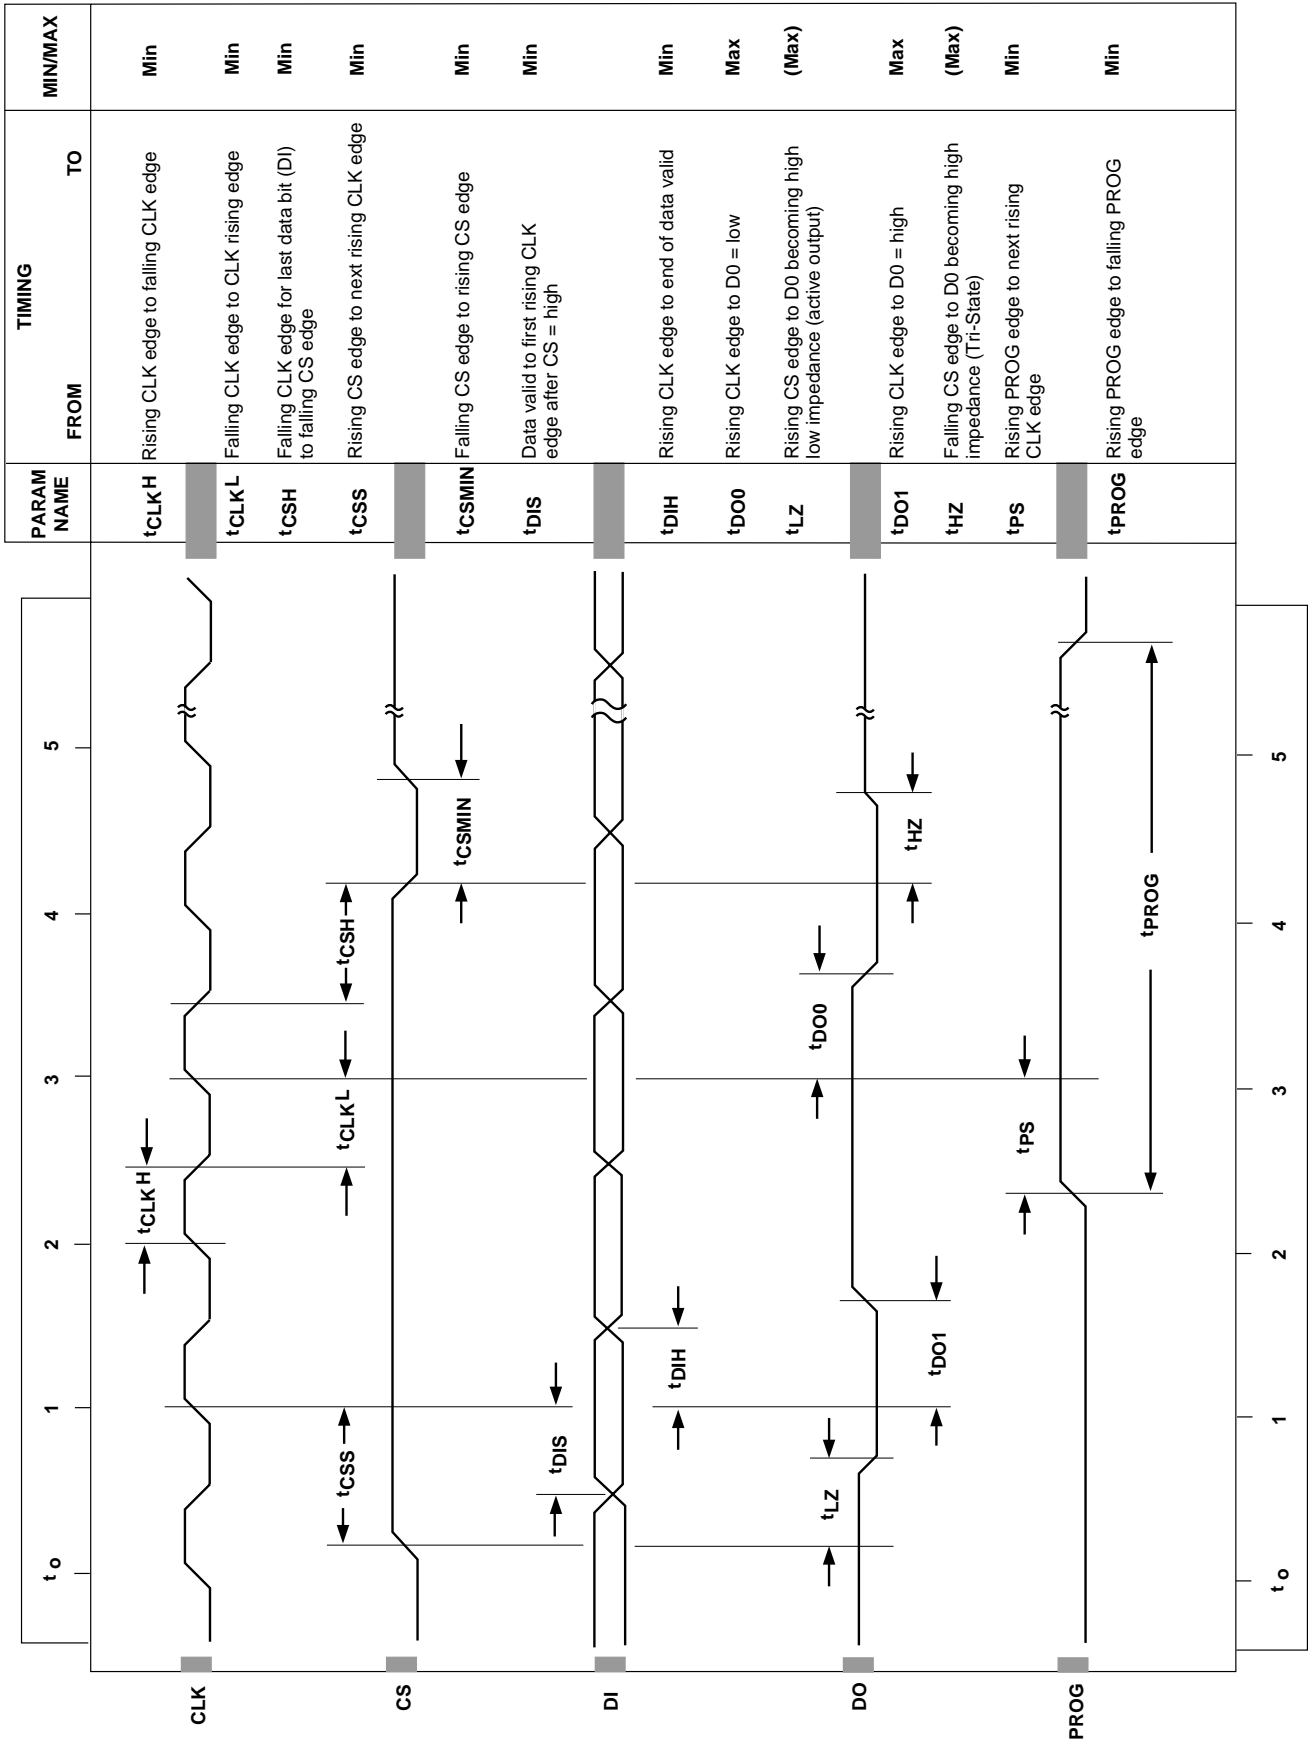 t o
1
2
3
4
5
PARAM
NAME
TIMING
FROM
TO
MIN/MAX
CLK
tCLKH
tCLKH
Rising CLK edge to falling CLK edge
Min
tCLKL
Falling CLK edge to CLK rising edge
Min
tCSH
Falling CLK edge for last data bit (DI)
to falling CS edge
Min
tCSS
tCLKL
tCSH
tCSS
Rising CS edge to next rising CLK edge
Min
CS
tCSMIN
tCSMIN
Falling CS edge to rising CS edge
Min
tDIS
tDIS
Data valid to first rising CLK
edge after CS = high
Min
DI
tDIH
tDIH
Rising CLK edge to end of data valid
Min
tDO0
Rising CLK edge to D0 = low
Max
tLZ
tDO0
tLZ
Rising CS edge to D0 becoming high
low impedance (active output)
(Max)
DO
tDO1
tHZ
tDO1
Rising CLK edge to D0 = high
Max
tHZ
Falling CS edge to D0 becoming high
impedance (Tri-State)
(Max)
tPS
tPS
Rising PROG edge to next rising
CLK edge
Min
PROG
tPROG
tPROG
Rising PROG edge to falling PROG
edge
Min
t o
1
2
3
4
5